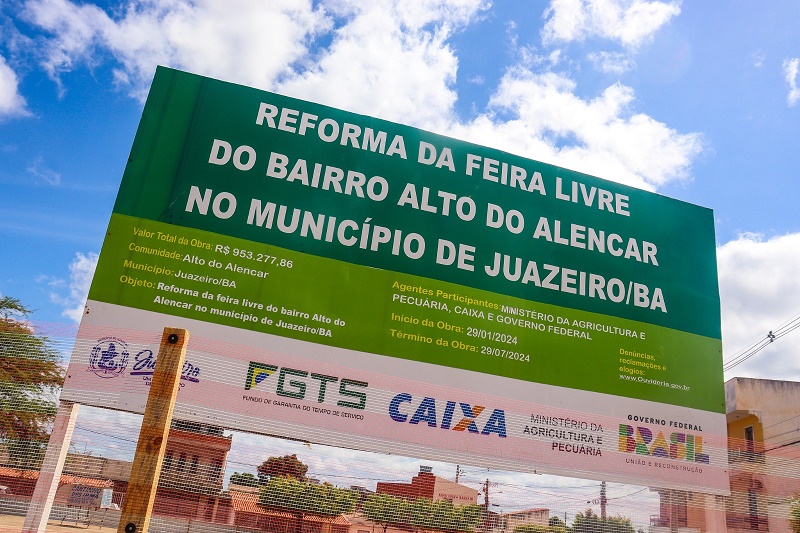 REFORMA DA FEIRA LIVRE
DO BAIRRO ALTO DO ALENCAR
NO MUNICÍPIO DE JUAZEIRO/BA
Valor Total da Obra: R$ 953.277,86
Comunidade: Alto do Alencar
Município: Juazeiro/BA
Objeto: Reforma da feira livre do bairro Alto do
Alencar no municipio de Juazeiro/BA
Agentes Participantes: MINISTÉRIO DA AGRICULTURA E
PECUÁRIA, CAIXA E GOVERNO FEDERAL
Início da Obra: 29/01/2024
Término da Obra: 29/07/2024
Denúncias,
reclamações e
elogios:
www.Ouvidoria.gov.br
FGTS
FUNDO DE GARANTIA DO TEMPO DE SERVIÇO
CAIXA
MINISTÉRIO DA
AGRICULTURA E
PECUÁRIA
GOVERNO FEDERAL
BRASIL
UNIÃO E RECONSTRUÇÃO